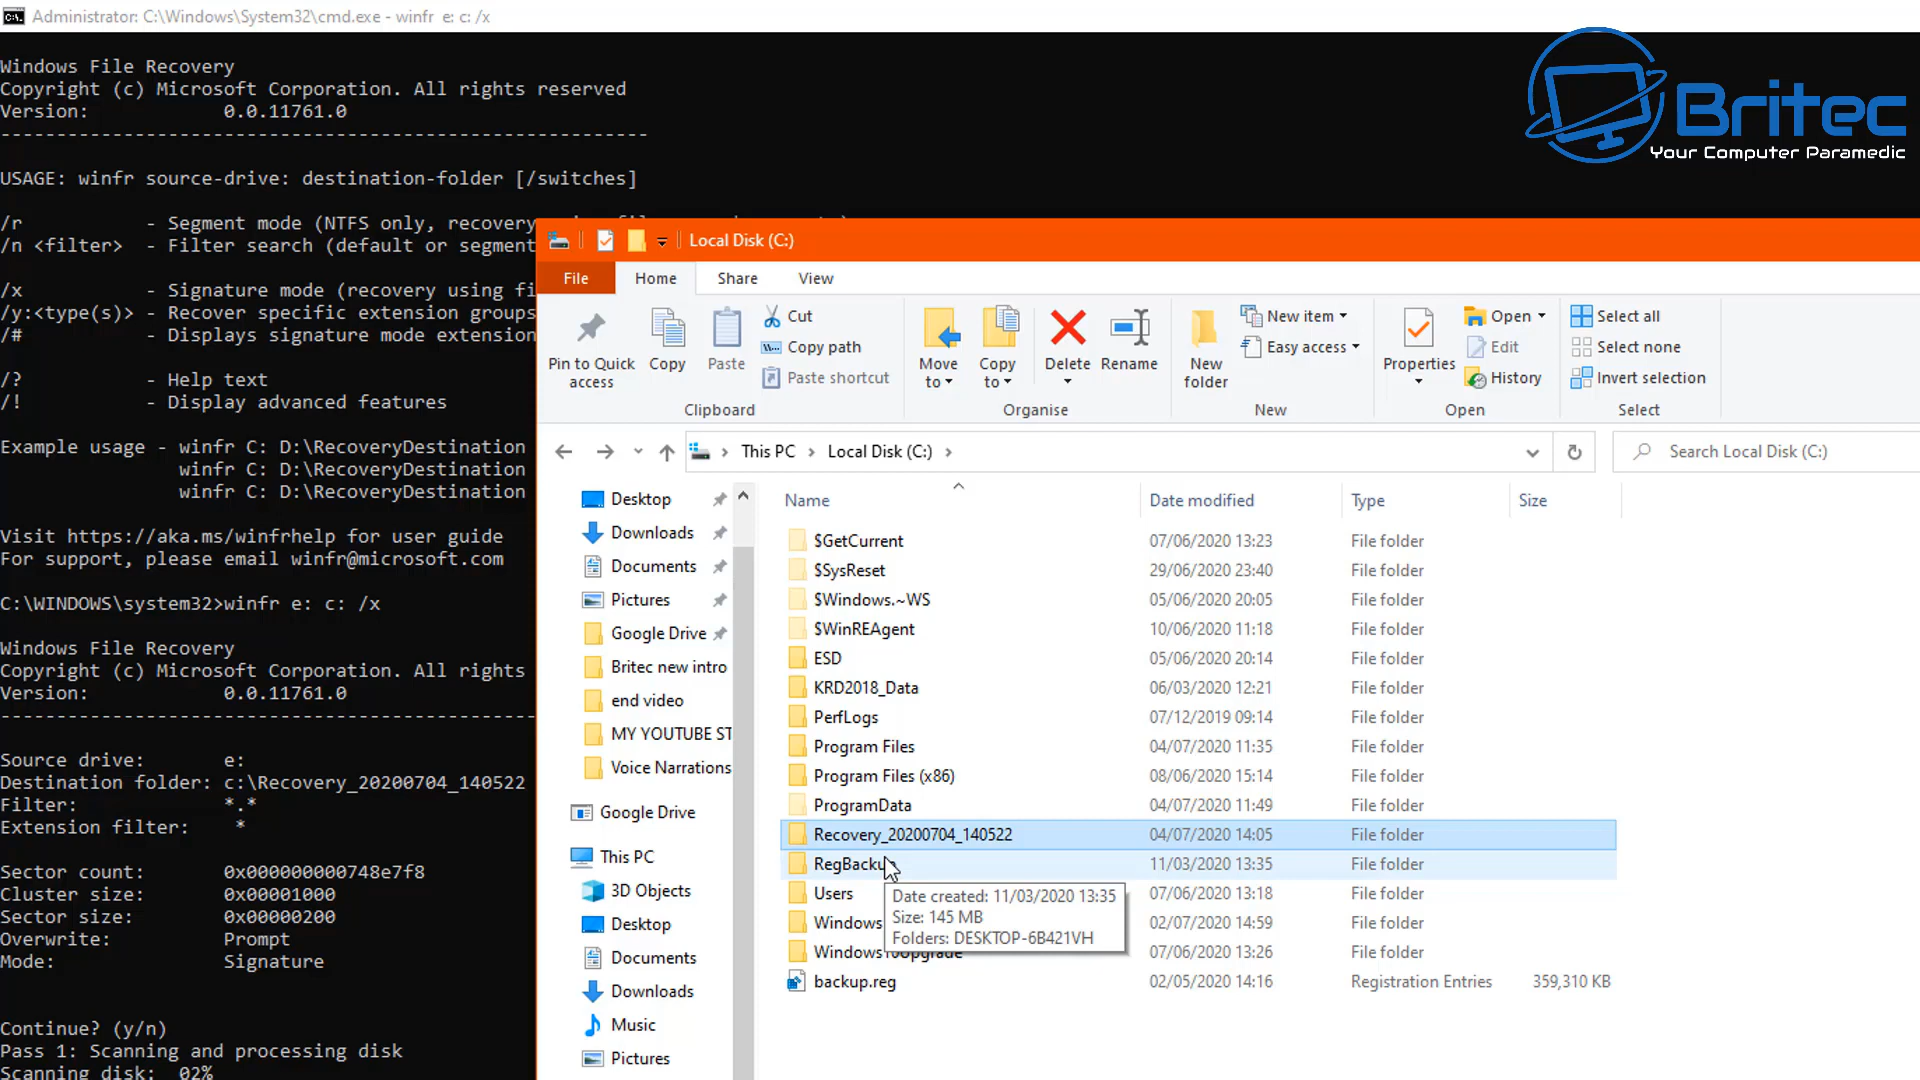 Administrator: C:\Windows\System32\cmd.exe - winfr e: c: /x
Britec
Your Computer Paramedic
Windows File Recovery
Copyright (c) Microsoft Corporation. All rights reserved
Version: 0.0.11761.0
----------------------------------------------------------
USAGE: winfr source-drive: destination-folder [/switches]
/r - Segment mode (NTFS only, recovery
/n <filter> - Filter search (default or segment
/x - Signature mode (recovery using fi
/y:<type(s)> - Recover specific extension groups
/# - Displays signature mode extension
/? - Help text
/! - Display advanced features
Example usage - winfr C: D:\RecoveryDestination
winfr C: D:\RecoveryDestination
winfr C: D:\RecoveryDestination
Visit https://aka.ms/winfrhelp for user guide
For support, please email winfr@microsoft.com
C:\WINDOWS\system32>winfr e: c: /x
Windows File Recovery
Copyright (c) Microsoft Corporation. All rights
Version: 0.0.11761.0
------------------------------------------------
Source drive: e:
Destination folder: c:\Recovery_20200704_140522
Filter: *.*
Extension filter: *
Sector count: 0x000000000748e7f8
Cluster size: 0x00001000
Sector size: 0x00000200
Overwrite: Prompt
Mode: Signature
Continue? (y/n)
Pass 1: Scanning and processing disk
Scanning disk: 02%
Local Disk (C:)
File Home Share View
Pin to Quick access
Copy
Paste
Cut
Copy path
Paste shortcut
Clipboard
Move to
Copy to
Delete
Rename
Organise
New folder
New item
Easy access
New
Properties
Open
Edit
History
Open
Select all
Select none
Invert selection
Select
This PC > Local Disk (C:) >
Search Local Disk (C:)
Desktop
Downloads
Documents
Pictures
Google Drive
Britec new intro
end video
MY YOUTUBE ST
Voice Narrations
Google Drive
This PC
3D Objects
Desktop
Documents
Downloads
Music
Pictures
Name Date modified Type Size
$GetCurrent 07/06/2020 13:23 File folder
$SysReset 29/06/2020 23:40 File folder
$Windows.~WS 05/06/2020 20:05 File folder
$WinREAgent 10/06/2020 11:18 File folder
ESD 05/06/2020 20:14 File folder
KRD2018_Data 06/03/2020 12:21 File folder
PerfLogs 07/12/2019 09:14 File folder
Program Files 04/07/2020 11:35 File folder
Program Files (x86) 08/06/2020 15:14 File folder
ProgramData 04/07/2020 11:49 File folder
Recovery_20200704_140522 04/07/2020 14:05 File folder
RegBackup 11/03/2020 13:35 File folder
Users 07/06/2020 13:18 File folder
Windows 02/07/2020 14:59 File folder
Windows10Upgrade 07/06/2020 13:26 File folder
backup.reg 02/05/2020 14:16 Registration Entries 359,310 KB
Date created: 11/03/2020 13:35
Size: 145 MB
Folders: DESKTOP-6B421VH